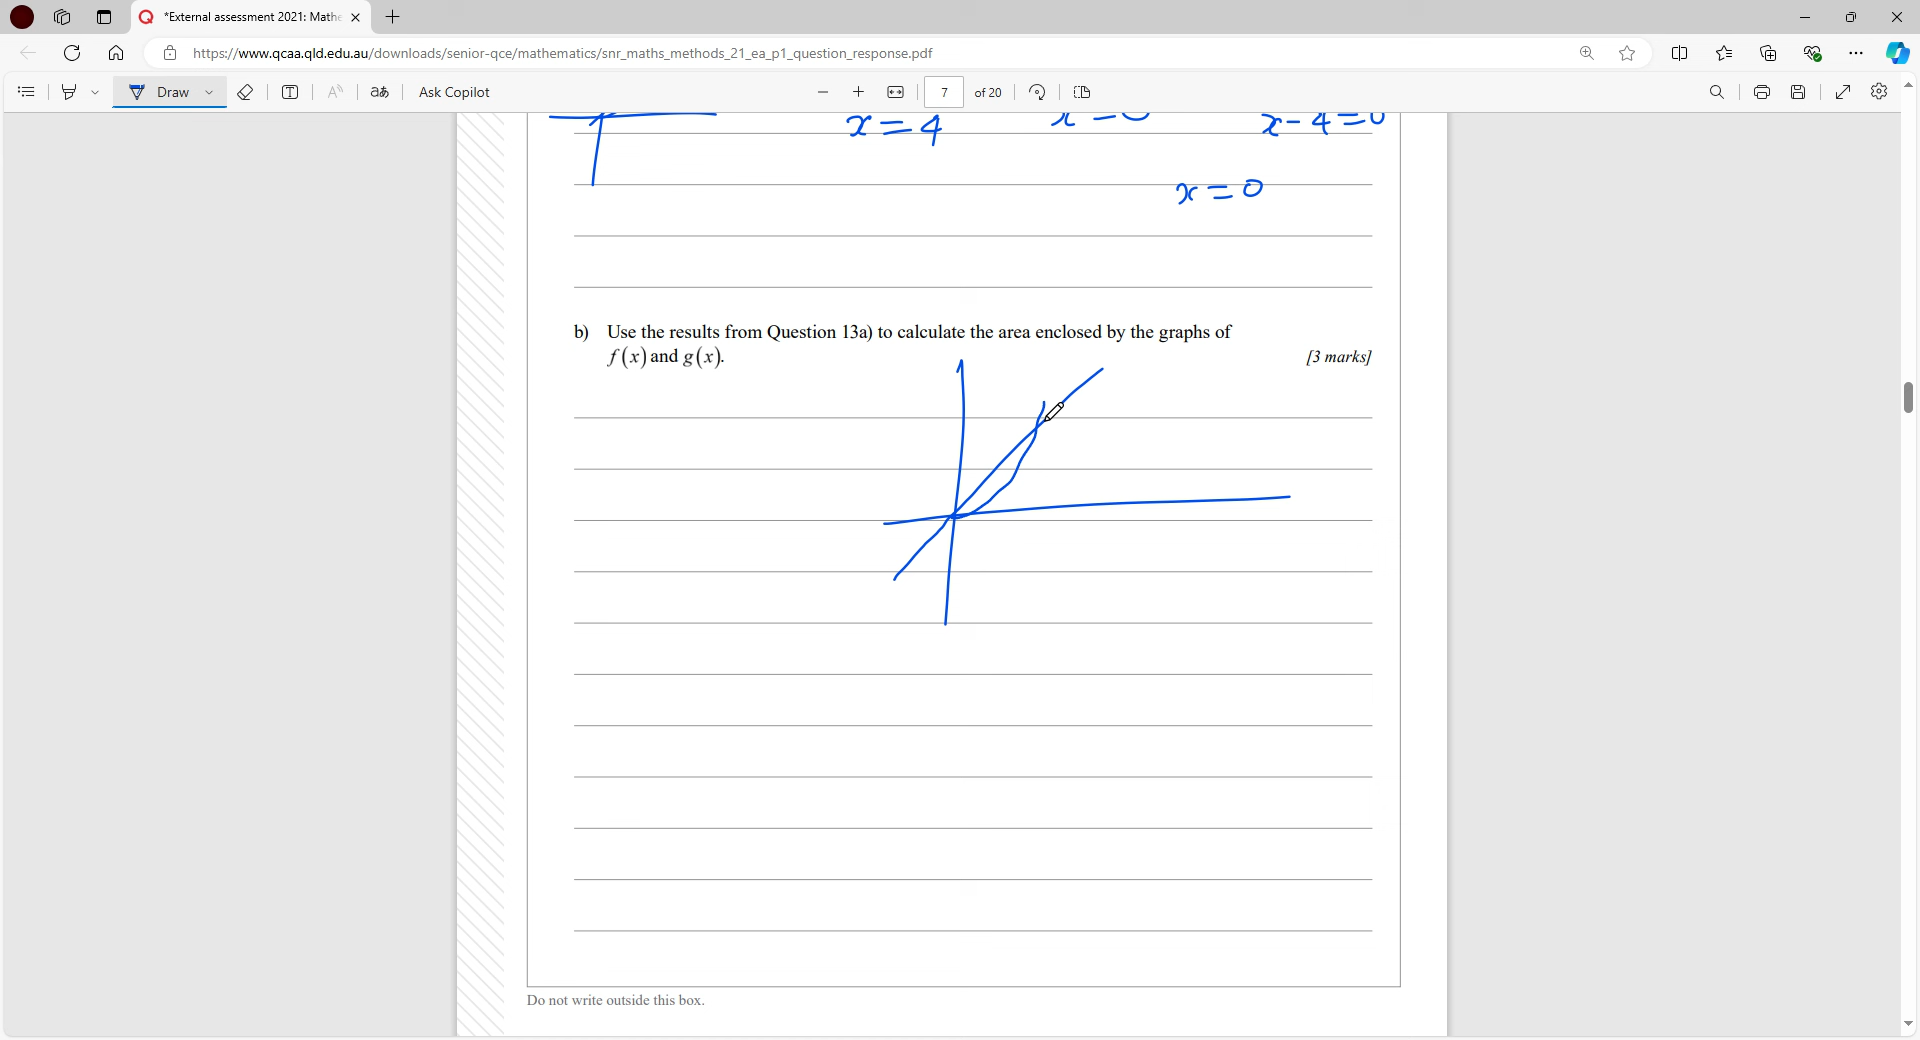 *External assessment 2021: Mathe
https://www.qcaa.qld.edu.au/downloads/senior-qce/mathematics/snr_maths_methods_21_ea_p1_question_response.pdf
Draw
Ask Copilot
7 of 20
x = 4
x - 4 = 0
x = 0
b) Use the results from Question 13a) to calculate the area enclosed by the graphs of
f(x) and g(x). [3 marks]
Do not write outside this box.